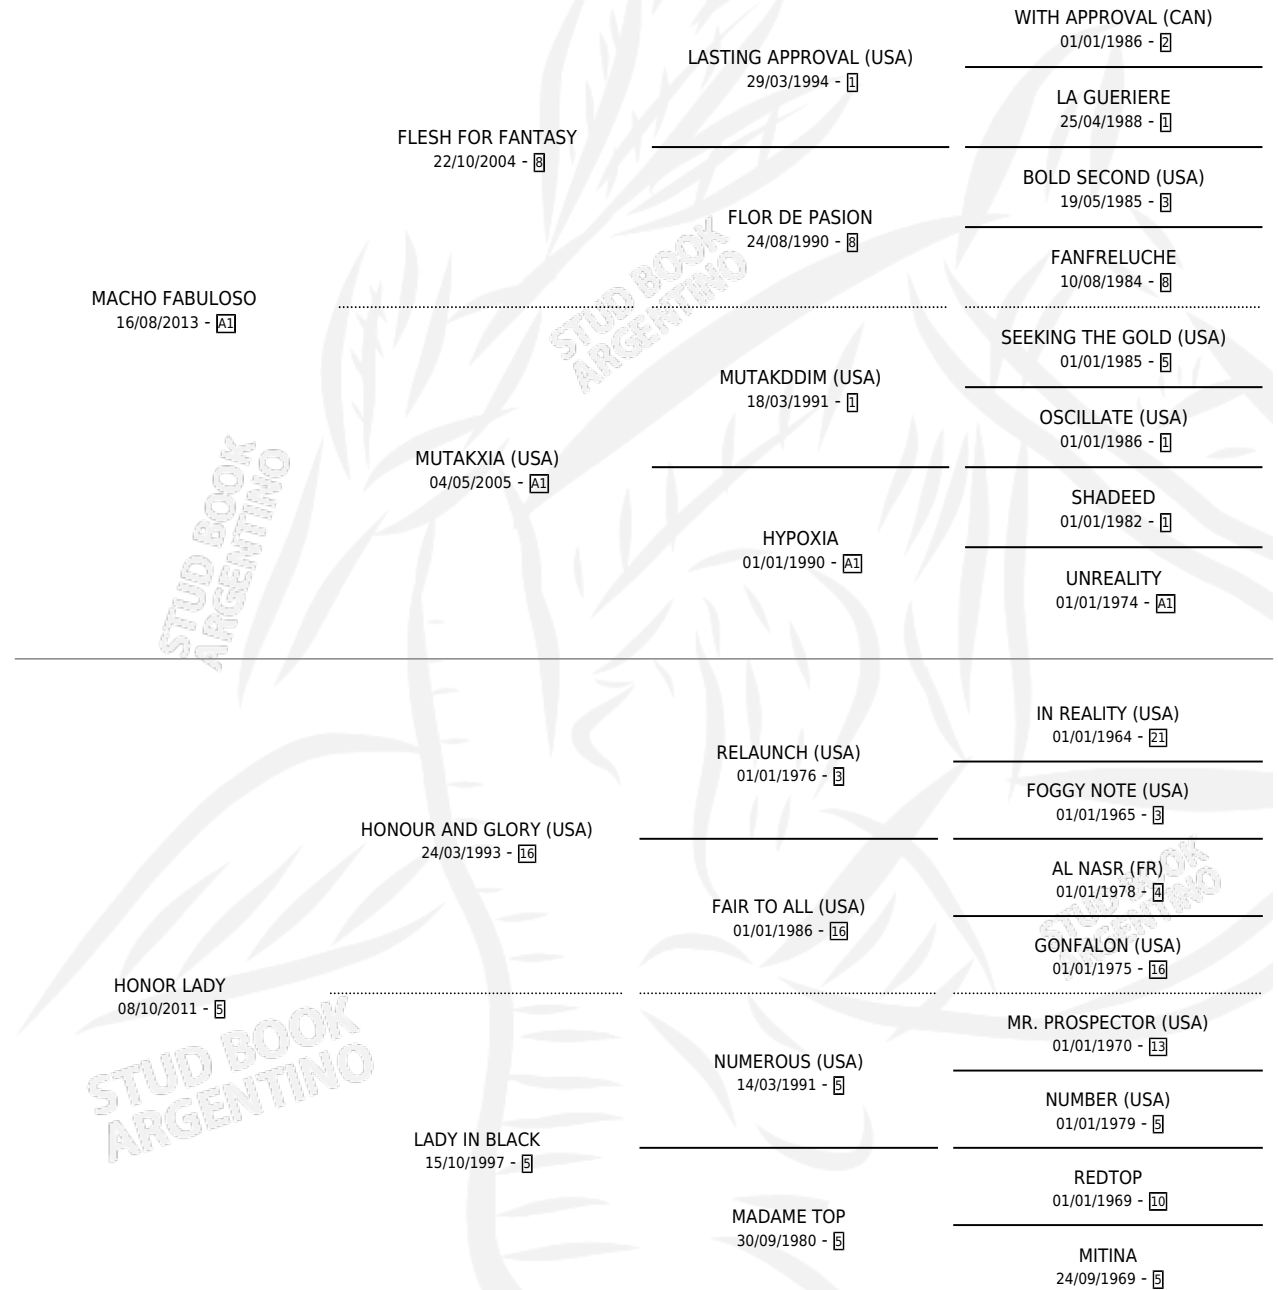 WITH APPROVAL (CAN)
01/01/1986 - 2
LASTING APPROVAL (USA)
29/03/1994 - 1
LA GUERIERE
25/04/1988 - 1
FLESH FOR FANTASY
22/10/2004 - 8
BOLD SECOND (USA)
19/05/1985 - 3
FLOR DE PASION
24/08/1990 - 8
FANFRELUCHE
10/08/1984 - 8
MACHO FABULOSO
16/08/2013 - A1
SEEKING THE GOLD (USA)
01/01/1985 - 5
MUTAKDDIM (USA)
18/03/1991 - 1
OSCILLATE (USA)
01/01/1986 - 1
MUTAKXIA (USA)
04/05/2005 - A1
SHADEED
01/01/1982 - 1
HYPOXIA
01/01/1990 - A1
UNREALITY
01/01/1974 - A1
IN REALITY (USA)
01/01/1964 - 21
RELAUNCH (USA)
01/01/1976 - 3
FOGGY NOTE (USA)
01/01/1965 - 3
HONOUR AND GLORY (USA)
24/03/1993 - 16
AL NASR (FR)
01/01/1978 - 4
FAIR TO ALL (USA)
01/01/1986 - 16
GONFALON (USA)
01/01/1975 - 16
HONOR LADY
08/10/2011 - 5
MR. PROSPECTOR (USA)
01/01/1970 - 13
NUMEROUS (USA)
14/03/1991 - 5
NUMBER (USA)
01/01/1979 - 5
LADY IN BLACK
15/10/1997 - 5
REDTOP
01/01/1969 - 10
MADAME TOP
30/09/1980 - 5
MITINA
24/09/1969 - 5
STUD BOOK
ARGENTINO
STUD BOOK
ARGENTINO
STUD BOOK
ARGENTINO
STUD BOOK
ARGENTINO